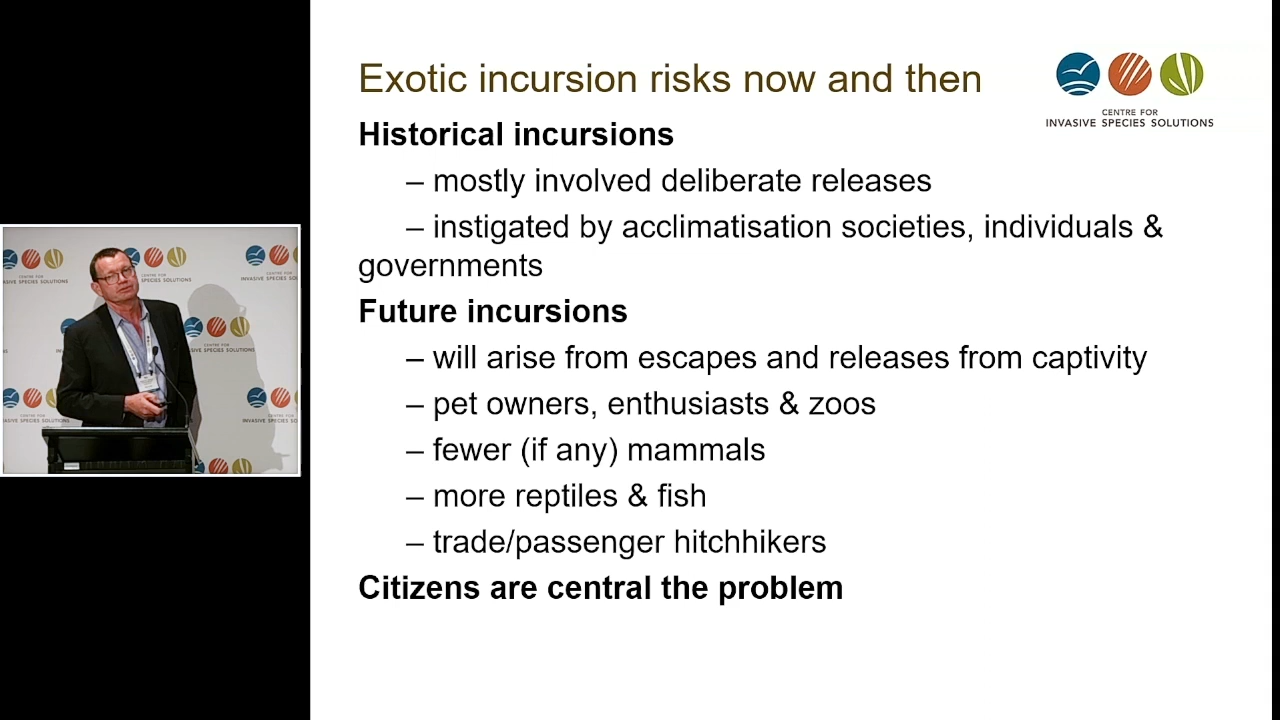 Exotic incursion risks now and then
CENTRE FOR
INVASIVE SPECIES SOLUTIONS
Historical incursions
– mostly involved deliberate releases
– instigated by acclimatisation societies, individuals &
governments
Future incursions
– will arise from escapes and releases from captivity
– pet owners, enthusiasts & zoos
– fewer (if any) mammals
– more reptiles & fish
– trade/passenger hitchhikers
Citizens are central the problem